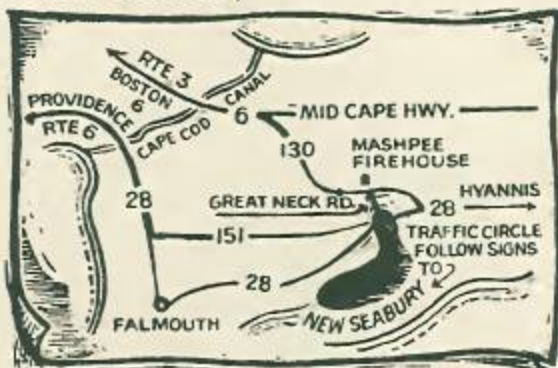 RTE 3
BOSTON
6
CANAL
PROVIDENCE
RTE 6
CAPE COD
6
MID CAPE HWY.
130
MASHPEE
FIREHOUSE
28
GREAT NECK RD.
28
HYANNIS
151
TRAFFIC CIRCLE
FOLLOW SIGNS
TO
28
NEW SEABURY
FALMOUTH